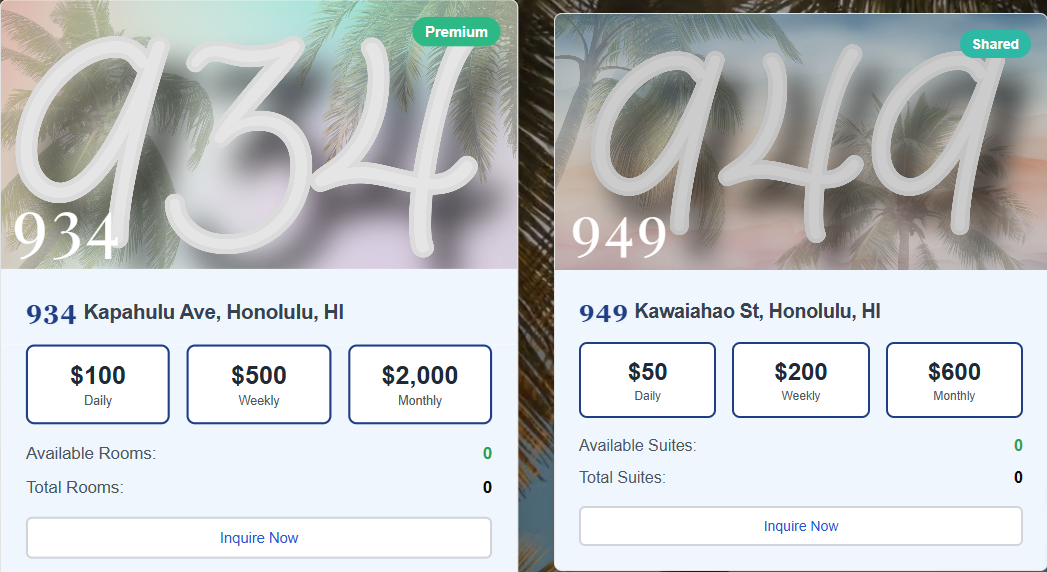 Premium
934
934
934 Kapahulu Ave, Honolulu, HI
$100 $500 $2,000
Daily Weekly Monthly
Available Rooms: 0
Total Rooms: 0
Inquire Now
Shared
949
949
949 Kawaiahao St, Honolulu, HI
$50 $200 $600
Daily Weekly Monthly
Available Suites: 0
Total Suites: 0
Inquire Now